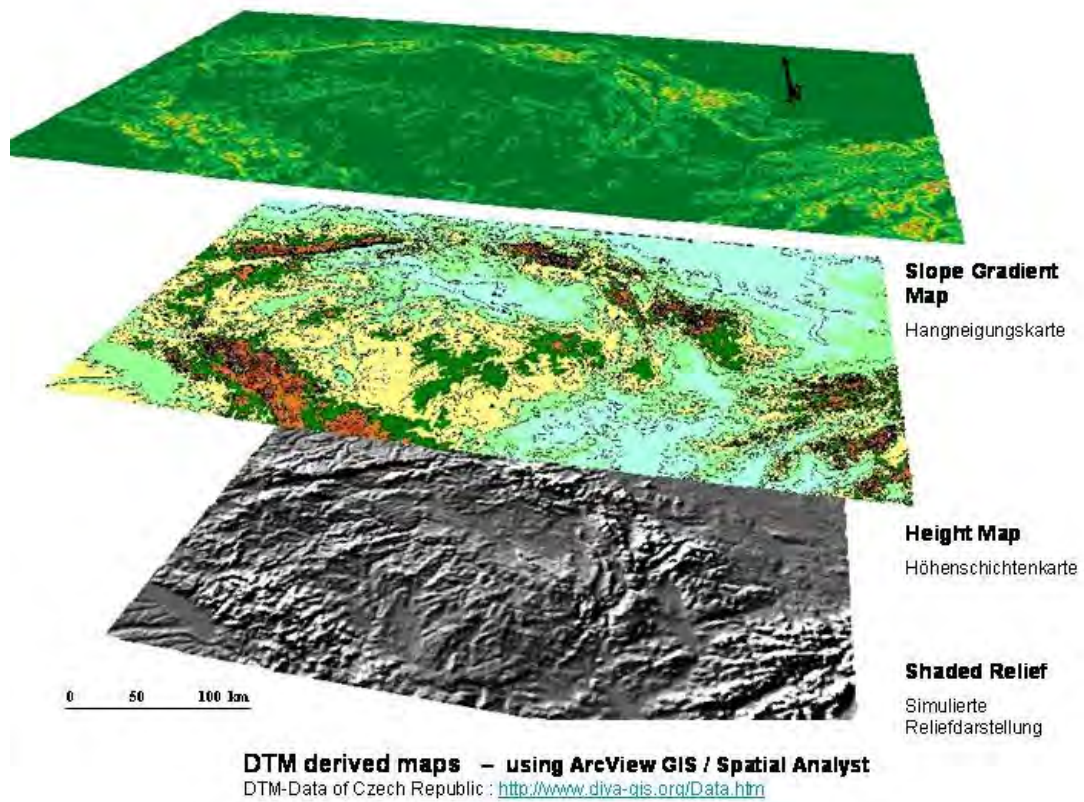 Slope Gradient
Map
Hangneigungskarte
Height Map
Höhenschichtenkarte
Shaded Relief
Simulierte
Reliefdarstellung
0 50 100 km
DTM derived maps – using ArcView GIS / Spatial Analyst
DTM-Data of Czech Republic : http://www.diva-gis.org/Data.htm